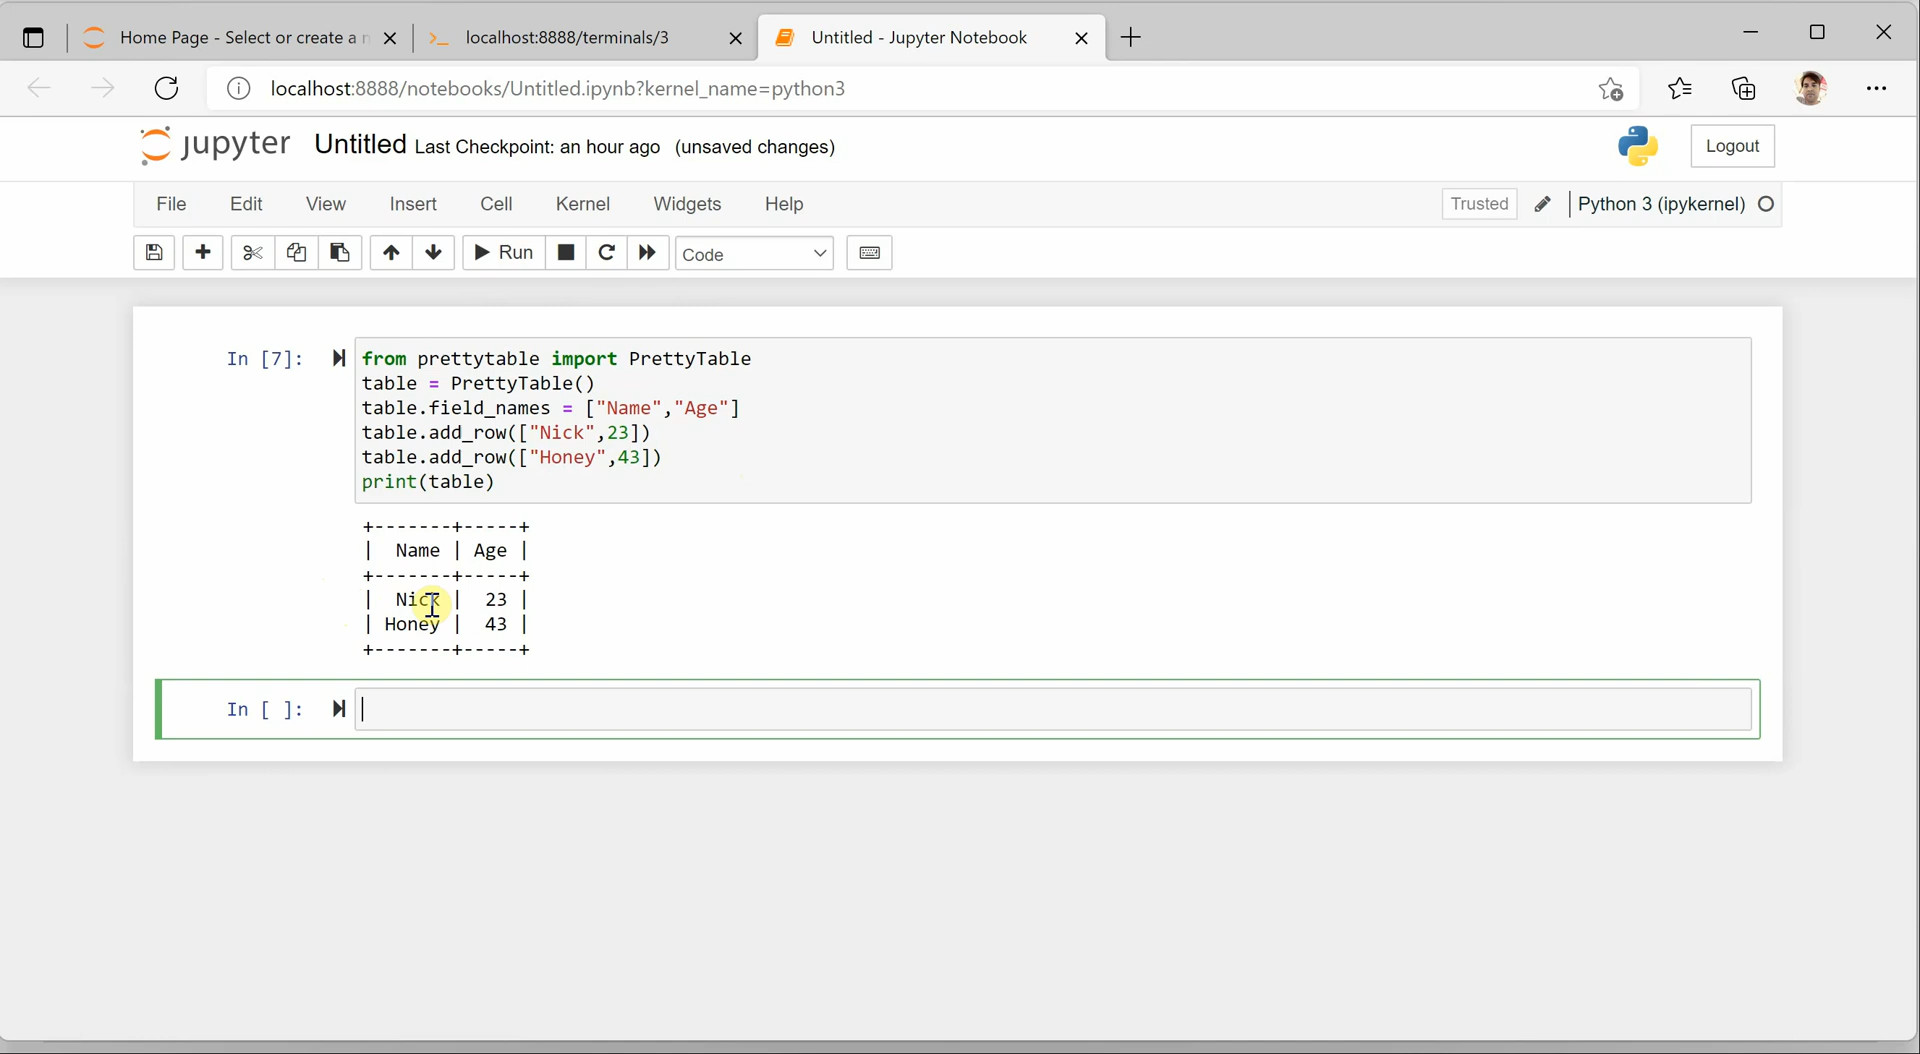 Home Page - Select or create a n
localhost:8888/terminals/3
Untitled - Jupyter Notebook
localhost:8888/notebooks/Untitled.ipynb?kernel_name=python3
jupyter Untitled Last Checkpoint: an hour ago (unsaved changes)
Logout
File Edit View Insert Cell Kernel Widgets Help
Trusted
Python 3 (ipykernel)
Run
Code
In [7]:
from prettytable import PrettyTable
table = PrettyTable()
table.field_names = ["Name","Age"]
table.add_row(["Nick",23])
table.add_row(["Honey",43])
print(table)
+-------+-----+
|  Name | Age |
+-------+-----+
|  Nick |  23 |
| Honey |  43 |
+-------+-----+
In [ ]: